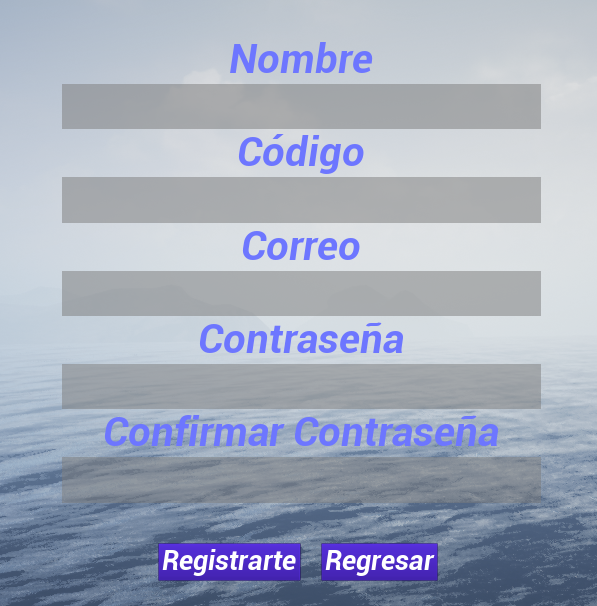 Nombre
Código
Correo
Contraseña
Confirmar Contraseña
Registrarte Regresar